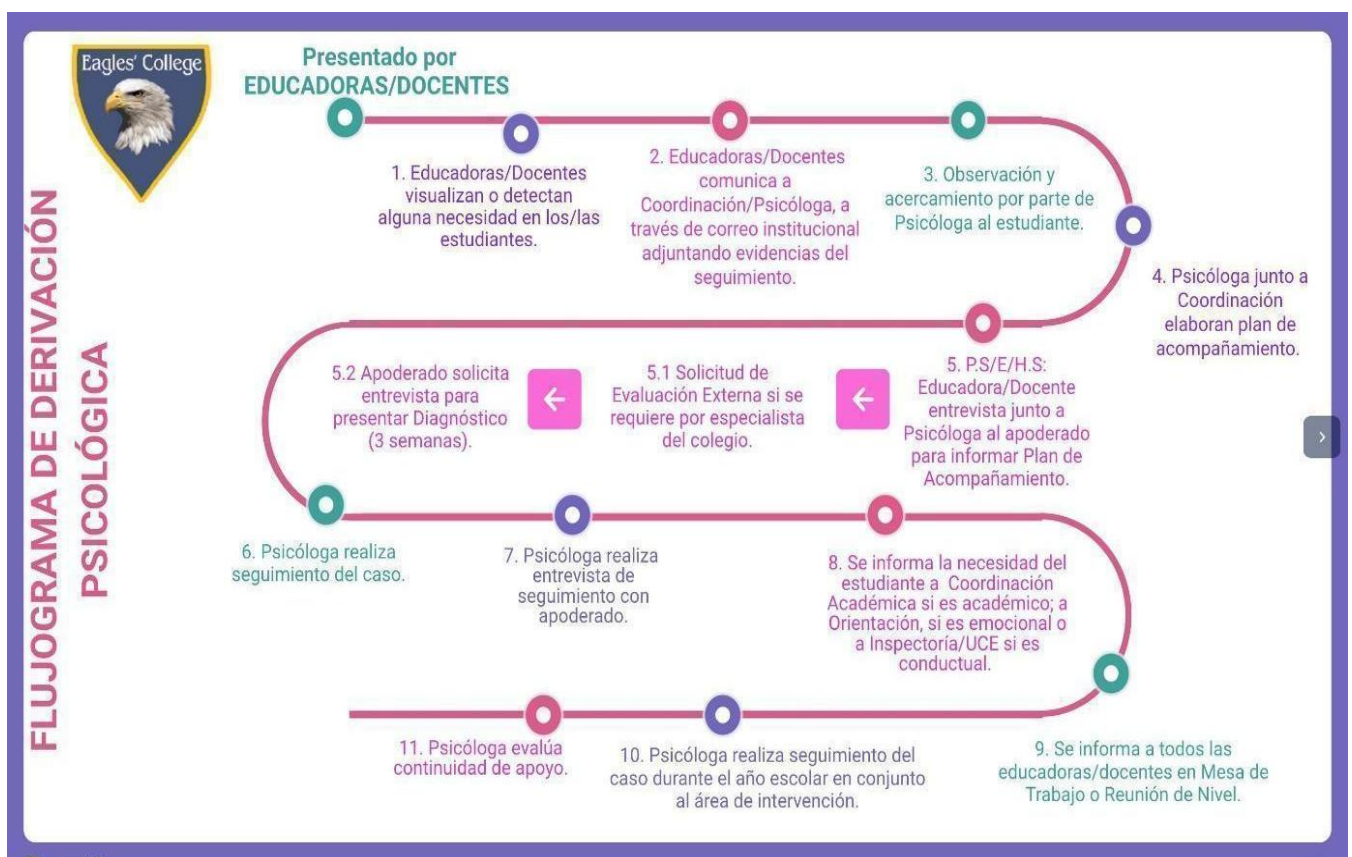 Eagles' College
FLUJOGRAMA DE DERIVACIÓN
PSICOLÓGICA
Presentado por
EDUCADORAS/DOCENTES
1. Educadoras/Docentes
visualizan o detectan
alguna necesidad en los/las
estudiantes.
2. Educadoras/Docentes
comunica a
Coordinación/Psicóloga, a
través de correo institucional
adjuntando evidencias del
seguimiento.
3. Observación y
acercamiento por parte de
Psicóloga al estudiante.
4. Psicóloga junto a
Coordinación
elaboran plan de
acompañamiento.
5. P.S/E/H.S:
Educadora/Docente
entrevista junto a
Psicóloga al apoderado
para informar Plan de
Acompañamiento.
5.1 Solicitud de
Evaluación Externa si se
requiere por especialista
del colegio.
5.2 Apoderado solicita
entrevista para
presentar Diagnóstico
(3 semanas).
6. Psicóloga realiza
seguimiento del caso.
7. Psicóloga realiza
entrevista de
seguimiento con
apoderado.
8. Se informa la necesidad del
estudiante a Coordinación
Académica si es académico; a
Orientación, si es emocional o
a Inspectoría/UCE si es
conductual.
9. Se informa a todos las
educadoras/docentes en Mesa de
Trabajo o Reunión de Nivel.
10. Psicóloga realiza seguimiento del
caso durante el año escolar en conjunto
al área de intervención.
11. Psicóloga evalúa
continuidad de apoyo.